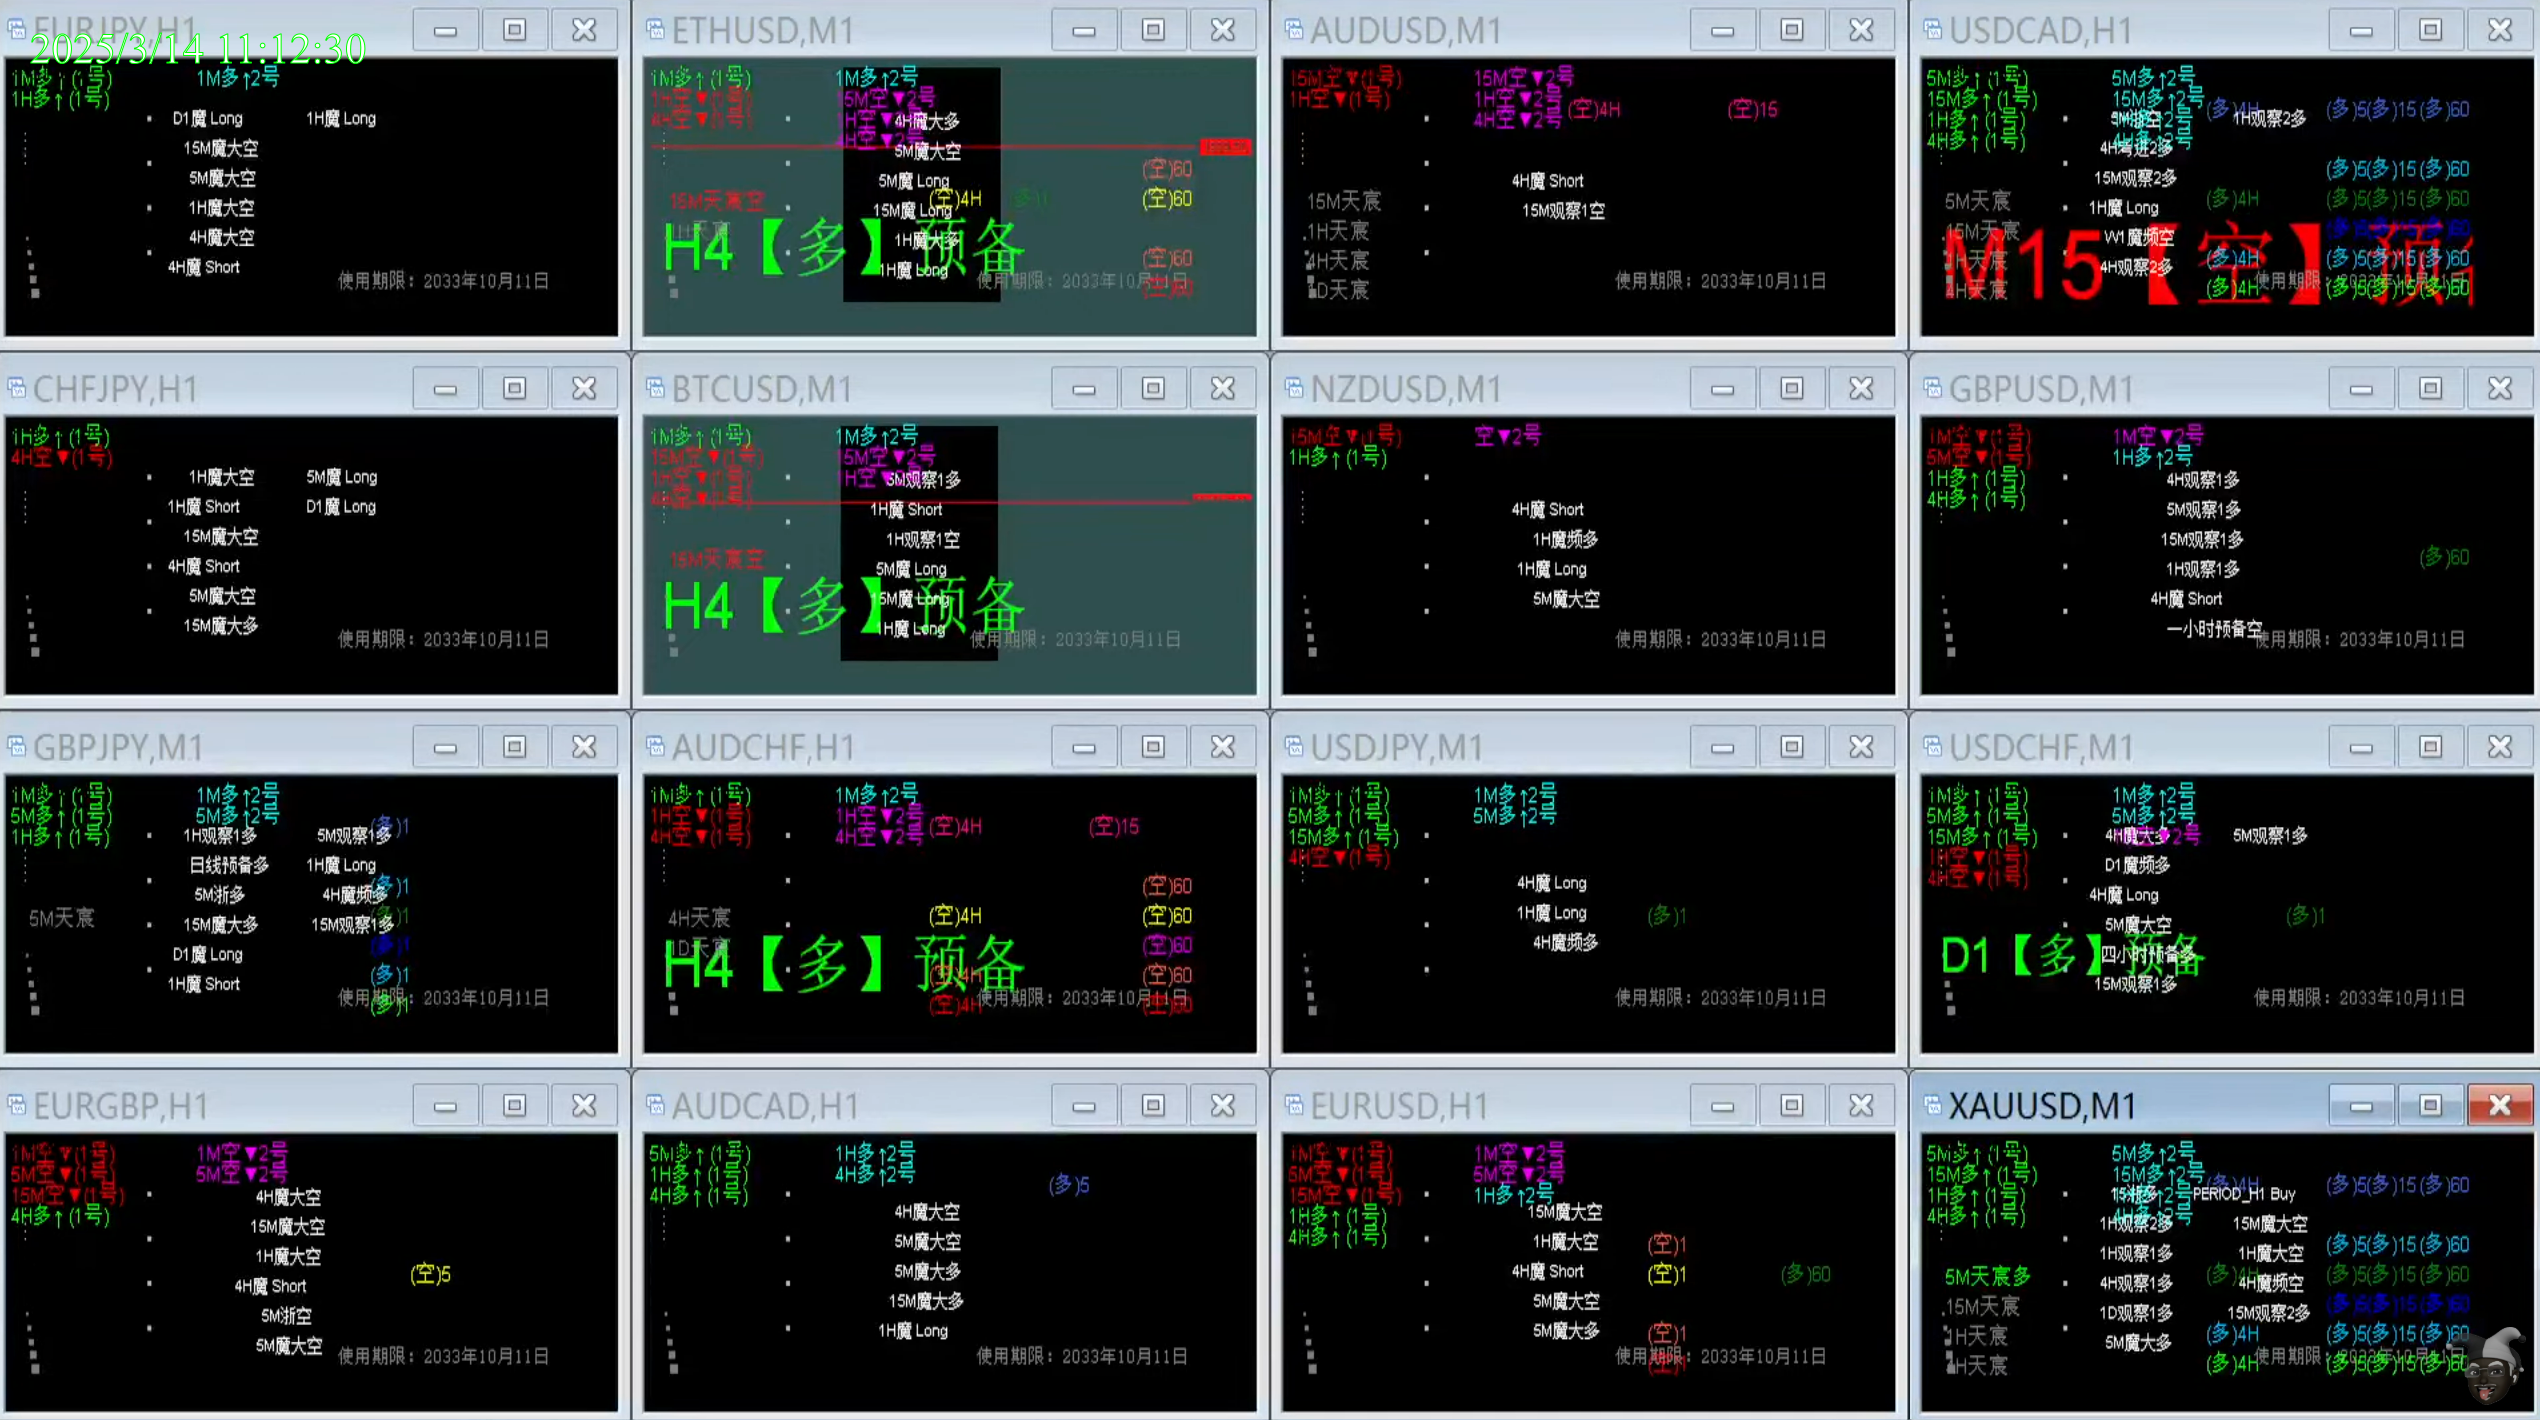 EURJPY,H1
2025/3/14 11:12:30
1M多↑(1号) 1M多↑2号
1H多↑(1号)
D1魔 Long 1H魔 Long
15M魔大空
5M魔大空
1H魔大空
4H魔大空
4H魔 Short
使用期限：2033年10月11日
ETHUSD,M1
1M多↑(1号) 1M多↑2号
1H空▼(1号) 15M空▼2号
4H空▼(1号) 1H空▼2号
4H空▼2号
4H魔大多
5M魔大空
5M魔 Long
15M魔 Long
1H魔大多
1H魔 Long
(空)60
(空)4H (空)60
15M天宸空
1H天宸
H4【多】预备
(空)60
使用期限：2033年10月11日
AUDUSD,M1
15M空▼(1号) 15M空▼2号
1H空▼(1号) 1H空▼2号
4H空▼2号
(空)4H (空)15
4H魔 Short
15M观察1空
15M天宸
1H天宸
4H天宸
D天宸
使用期限：2033年10月11日
USDCAD,H1
5M多↑(1号) 5M多↑2号
15M多↑(1号) 15M多↑2号
1H多↑(1号)
4H多↑(1号) 4H多↑2号
(多)4H (多)5(多)15(多)60
1H观察2多
15M观察2多
1H魔 Long
W1魔频空
4H观察2多
(多)5(多)15(多)60
(多)4H (多)5(多)15(多)60
(多)4H (多)5(多)15(多)60
(多)4H (多)5(多)15(多)60
5M天宸
15M天宸
1H天宸
4H天宸
M15【空】预
CHFJPY,H1
1H多↑(1号)
4H空▼(1号)
1H魔大空 5M魔 Long
1H魔 Short D1魔 Long
15M魔大空
4H魔 Short
5M魔大空
15M魔大多
使用期限：2033年10月11日
BTCUSD,M1
1M多↑(1号) 1M多↑2号
15M空▼(1号) 15M空▼2号
1H空▼(1号) 1H空▼2号
4H空▼(1号)
5M观察1多
1H魔 Short
1H观察1空
5M魔 Long
15M魔 Long
1H魔 Long
15M天宸空
H4【多】预备
使用期限：2033年10月11日
NZDUSD,M1
15M空▼(1号) 空▼2号
1H多↑(1号)
4H魔 Short
1H魔频多
1H魔 Long
5M魔大空
使用期限：2033年10月11日
GBPUSD,M1
1M空▼(1号) 1M空▼2号
5M空▼(1号) 1H多↑2号
1H多↑(1号)
4H多↑(1号)
4H观察1多
5M观察1多
15M观察1多
1H观察1多
4H魔 Short
一小时预备空
(多)60
使用期限：2033年10月11日
GBPJPY,M1
1M多↑(1号) 1M多↑2号
5M多↑(1号) 5M多↑2号
1H多↑(1号)
1H观察1多 5M观察1多
日线预备多 1H魔 Long
5M浙多 4H魔频多
15M魔大多 15M观察1多
D1魔 Long
1H魔 Short
(多)1
(多)1
(多)1
(多)1
(多)1
(多)1
5M天宸
使用期限：2033年10月11日
AUDCHF,H1
1M多↑(1号) 1M多↑2号
1H空▼(1号) 1H空▼2号
4H空▼(1号) 4H空▼2号
(空)4H (空)15
(空)60
(空)4H (空)60
(空)60
(空)4H (空)60
(空)4H (空)60
4H天宸
1D天宸
H4【多】预备
使用期限：2033年10月11日
USDJPY,M1
1M多↑(1号) 1M多↑2号
5M多↑(1号) 5M多↑2号
15M多↑(1号)
4H空▼(1号)
4H魔 Long
1H魔 Long (多)1
4H魔频多
使用期限：2033年10月11日
USDCHF,M1
1M多↑(1号) 1M多↑2号
5M多↑(1号) 5M多↑2号
15M多↑(1号)
1H空▼(1号)
4H空▼(1号)
4H魔大多 5M观察1多
D1魔频多
4H魔 Long
5M魔大空
四小时预备多
15M观察1多
(多)1
D1【多】预备
使用期限：2033年10月11日
EURGBP,H1
1M空▼(1号) 1M空▼2号
5M空▼(1号) 5M空▼2号
15M空▼(1号)
4H多↑(1号)
4H魔大空
15M魔大空
1H魔大空
4H魔 Short
5M浙空
5M魔大空
(空)5
使用期限：2033年10月11日
AUDCAD,H1
5M多↑(1号) 1H多↑2号
1H多↑(1号) 4H多↑2号
4H多↑(1号)
(多)5
4H魔大空
5M魔大空
5M魔大多
15M魔大多
1H魔 Long
使用期限：2033年10月11日
EURUSD,H1
1M空▼(1号) 1M空▼2号
5M空▼(1号) 5M空▼2号
15M空▼(1号) 1H多↑2号
1H多↑(1号)
4H多↑(1号)
15M魔大空
1H魔大空
4H魔 Short
5M魔大空
5M魔大多
(空)1
(空)1 (多)60
(空)1
(空)1
使用期限：2033年10月11日
XAUUSD,M1
5M多↑(1号) 5M多↑2号
15M多↑(1号) 15M多↑2号
1H多↑(1号)
4H多↑(1号) 4H多↑2号
PERIOD_H1 Buy
1H观察2多 15M魔大空
1H观察1多 1H魔大空
4H观察1多 4H魔频空
1D观察1多 15M观察2多
5M魔大多
(多)4H (多)5(多)15(多)60
(多)5(多)15(多)60
(多)4H (多)5(多)15(多)60
(多)5(多)15(多)60
(多)4H (多)5(多)15(多)60
(多)4H (多)5(多)15(多)60
5M天宸多
15M天宸
1H天宸
4H天宸